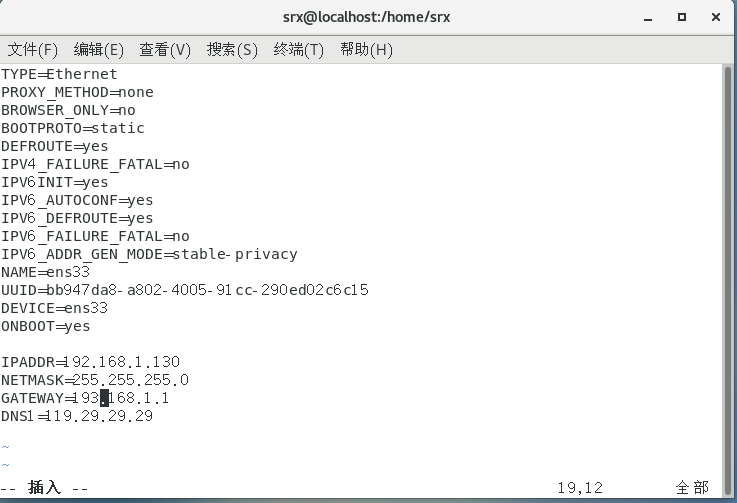 srx@localhost:/home/srx
文件(F) 编辑(E) 查看(V) 搜索(S) 终端(T) 帮助(H)
TYPE=Ethernet
PROXY_METHOD=none
BROWSER_ONLY=no
BOOTPROTO=static
DEFROUTE=yes
IPV4_FAILURE_FATAL=no
IPV6INIT=yes
IPV6_AUTOCONF=yes
IPV6_DEFROUTE=yes
IPV6_FAILURE_FATAL=no
IPV6_ADDR_GEN_MODE=stable-privacy
NAME=ens33
UUID=bb947da8-a802-4005-91cc-290ed02c6c15
DEVICE=ens33
ONBOOT=yes
IPADDR=192.168.1.130
NETMASK=255.255.255.0
GATEWAY=193.168.1.1
DNS1=119.29.29.29
~
~
-- 插入 -- 19,12 全部